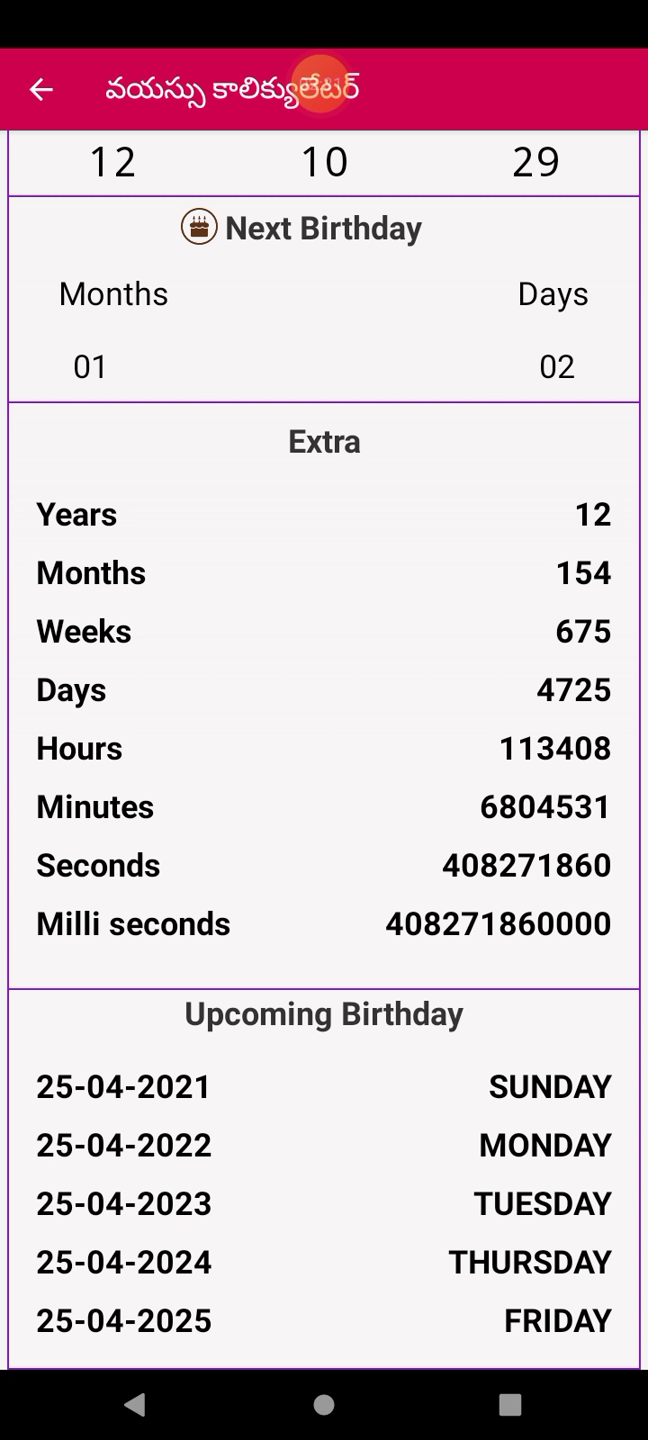 వయస్సు కాలిక్యులేటర్
12 10 29
Next Birthday
Months Days
01 02
Extra
Years 12
Months 154
Weeks 675
Days 4725
Hours 113408
Minutes 6804531
Seconds 408271860
Milli seconds 408271860000
Upcoming Birthday
25-04-2021 SUNDAY
25-04-2022 MONDAY
25-04-2023 TUESDAY
25-04-2024 THURSDAY
25-04-2025 FRIDAY